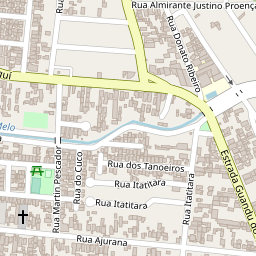 Rua Almirante Justino Proença
Rua Donato Ribeiro
uí
Melo
Estrada Guandu do
Rua Martin Pescador
Rua do Cuco
Rua dos Tanoeiros
Rua Itatitara
Rua Itatitara
Rua Itatitara
Rua Ajurana